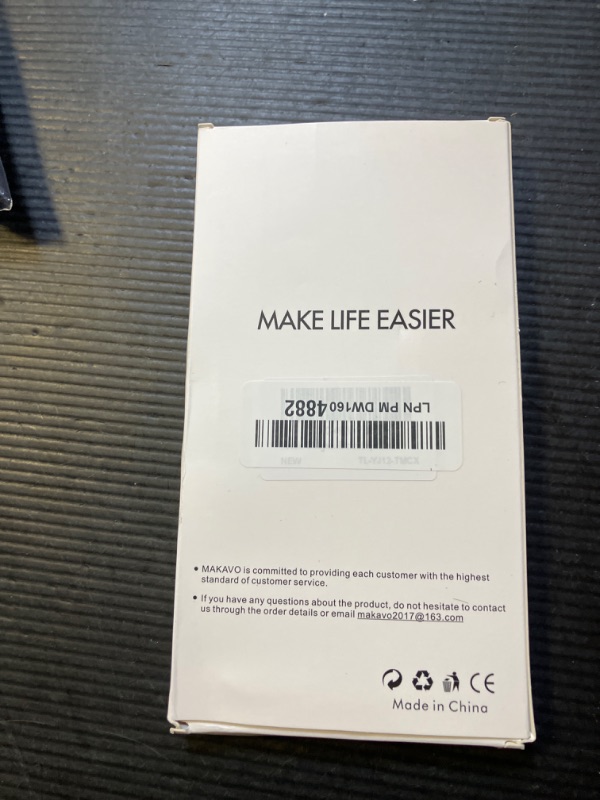 MAKE LIFE EASIER
LPN PM DW1604882
NEW
• MAKAVO is committed to providing each customer with the highest
standard of customer service.
• If you have any questions about the product, do not hesitate to contact
us through the order details or email makavo2017@163.com
CE
Made in China